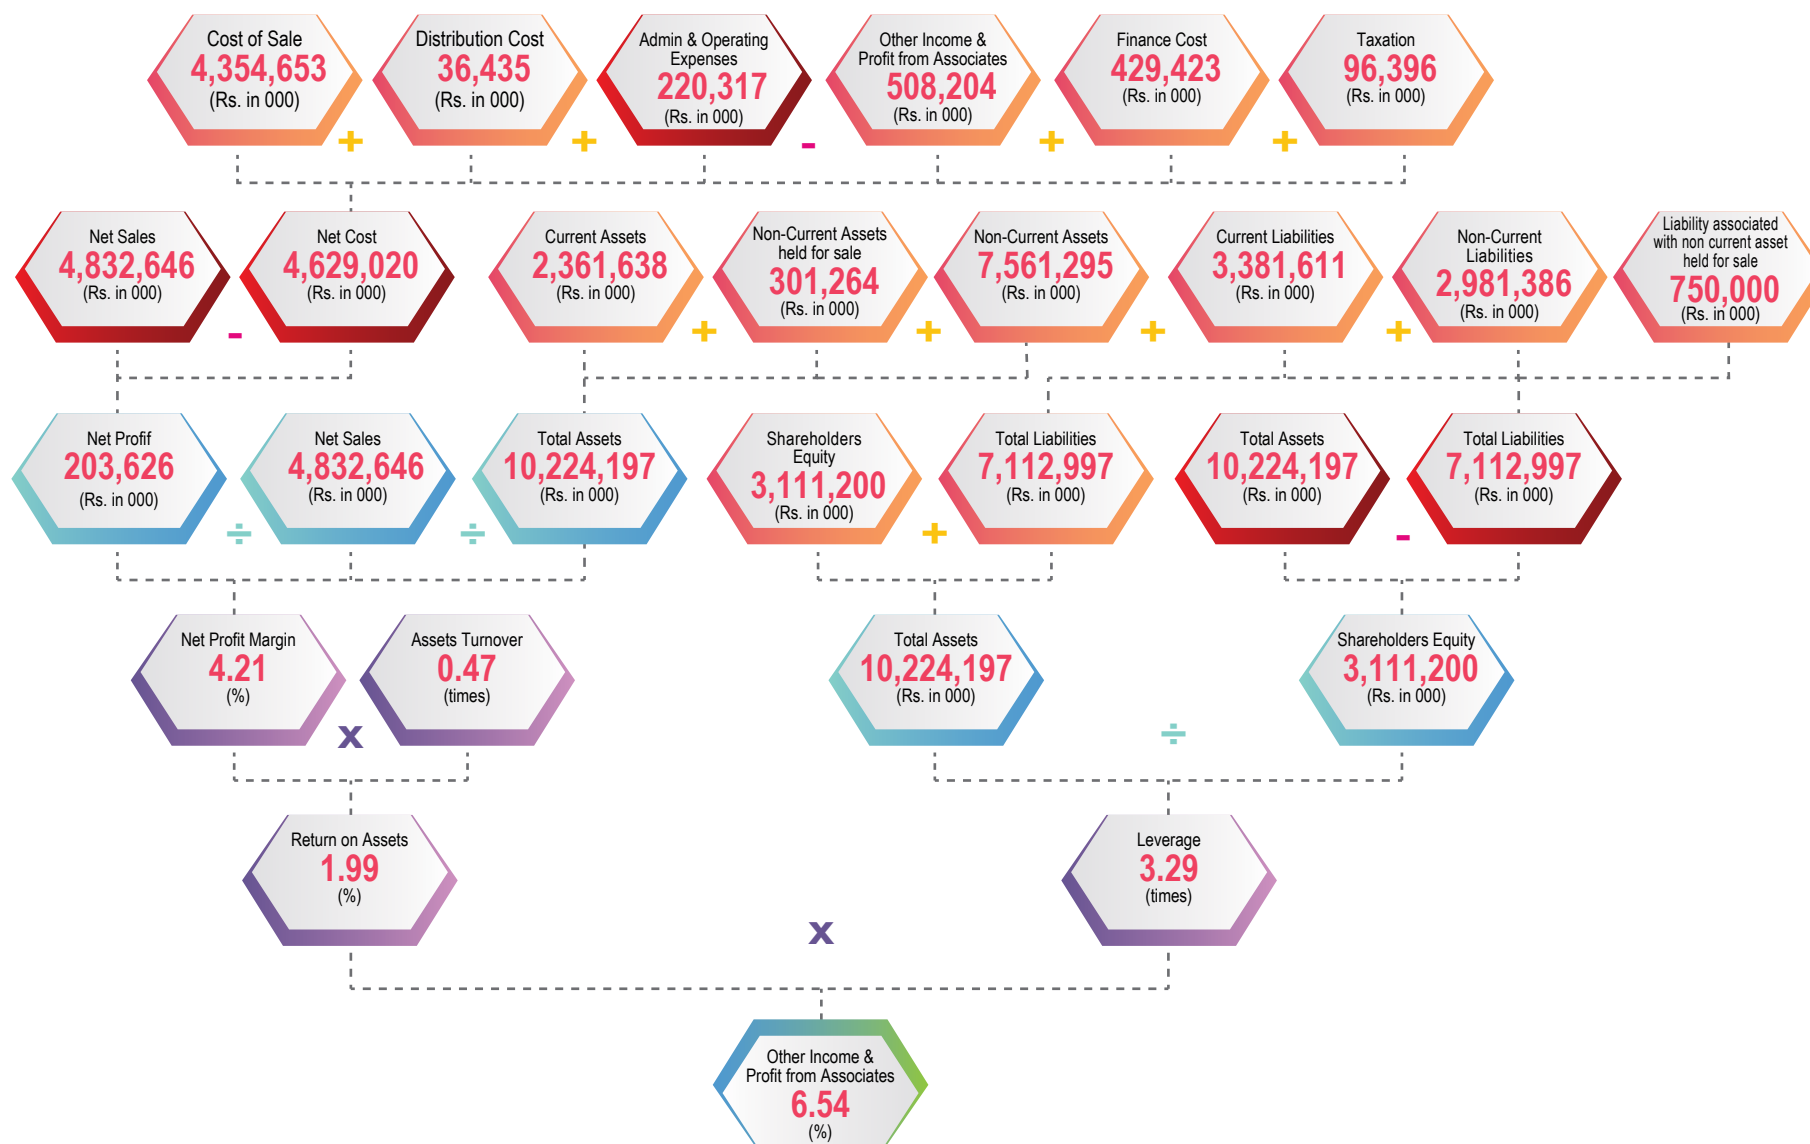 Cost of Sale
4,354,653
(Rs. in 000)
+
Distribution Cost
36,435
(Rs. in 000)
+
Admin & Operating
Expenses
220,317
(Rs. in 000)
-
Other Income &
Profit from Associates
508,204
(Rs. in 000)
+
Finance Cost
429,423
(Rs. in 000)
+
Taxation
96,396
(Rs. in 000)
Net Sales
4,832,646
(Rs. in 000)
-
Net Cost
4,629,020
(Rs. in 000)
Current Assets
2,361,638
(Rs. in 000)
+
Non-Current Assets
held for sale
301,264
(Rs. in 000)
+
Non-Current Assets
7,561,295
(Rs. in 000)
+
Current Liabilities
3,381,611
(Rs. in 000)
+
Non-Current
Liabilities
2,981,386
(Rs. in 000)
Liability associated
with non current asset
held for sale
750,000
(Rs. in 000)
Net Profif
203,626
(Rs. in 000)
÷
Net Sales
4,832,646
(Rs. in 000)
÷
Total Assets
10,224,197
(Rs. in 000)
Shareholders
Equity
3,111,200
(Rs. in 000)
+
Total Liabilities
7,112,997
(Rs. in 000)
Total Assets
10,224,197
(Rs. in 000)
-
Total Liabilities
7,112,997
(Rs. in 000)
Net Profit Margin
4.21
(%)
x
Assets Turnover
0.47
(times)
Total Assets
10,224,197
(Rs. in 000)
÷
Shareholders Equity
3,111,200
(Rs. in 000)
Return on Assets
1.99
(%)
x
Leverage
3.29
(times)
Other Income &
Profit from Associates
6.54
(%)